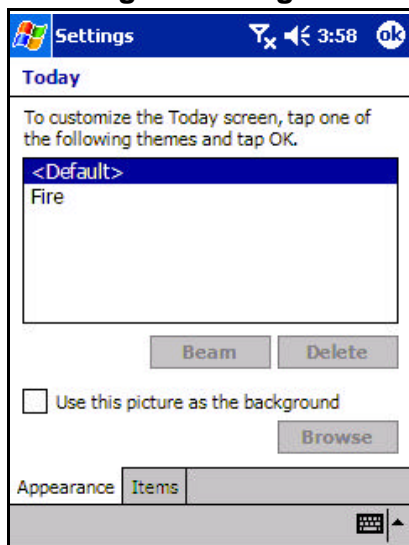 Settings 3:58 ok
Today
To customize the Today screen, tap one of
the following themes and tap OK.
<Default>
Fire
Beam Delete
Use this picture as the background
Browse
Appearance Items